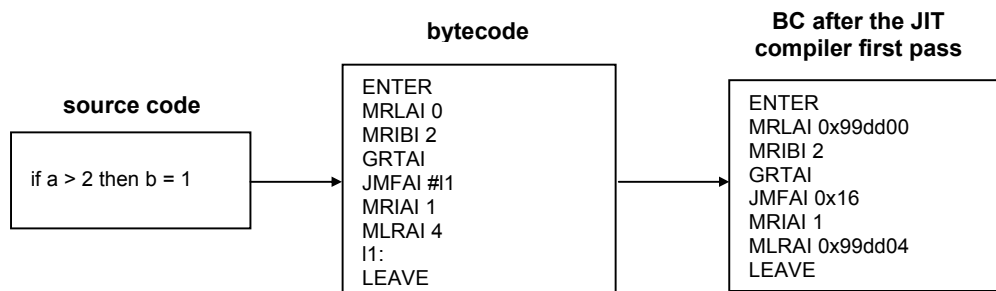 source code
if a > 2 then b = 1
bytecode
ENTER
MRLAI 0
MRIBI 2
GRTAI
JMFAI #l1
MRIAI 1
MLRAI 4
l1:
LEAVE
BC after the JIT
compiler first pass
ENTER
MRLAI 0x99dd00
MRIBI 2
GRTAI
JMFAI 0x16
MRIAI 1
MLRAI 0x99dd04
LEAVE